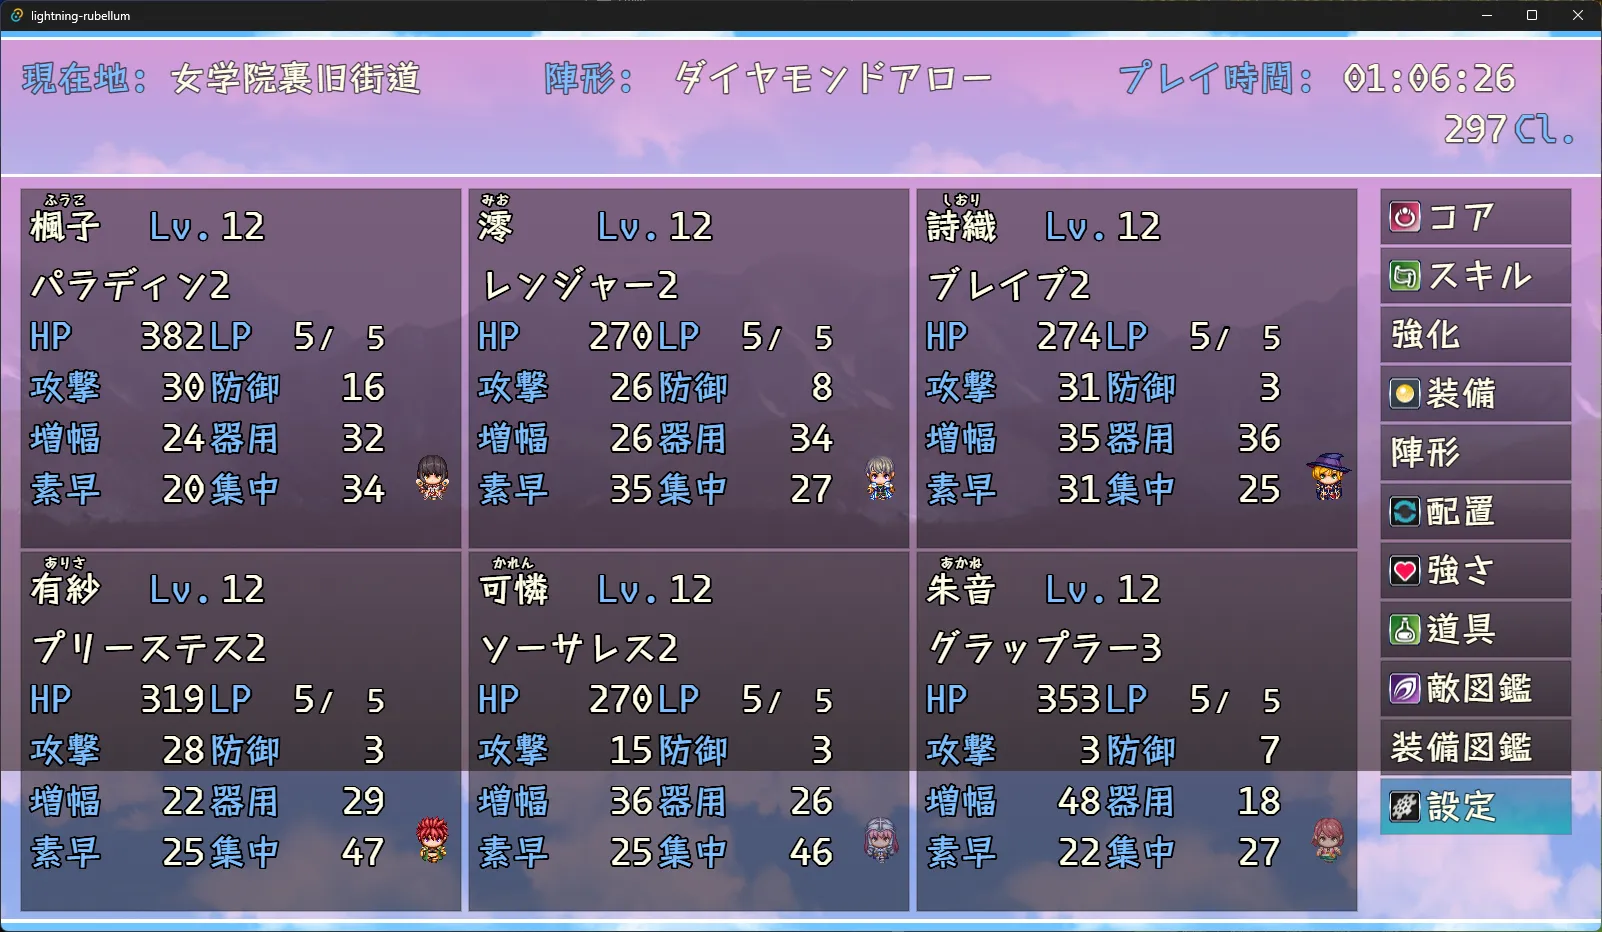 lightning-rubellum
現在地: 女学院裏旧街道 陣形: ダイヤモンドアロー プレイ時間: 01:06:26
297Cl.
ふうこ
楓子 Lv.12
パラディン2
HP 382 LP 5/ 5
攻撃 30 防御 16
増幅 24 器用 32
素早 20 集中 34
みお
澪 Lv.12
レンジャー2
HP 270 LP 5/ 5
攻撃 26 防御 8
増幅 26 器用 34
素早 35 集中 27
しおり
詩織 Lv.12
ブレイブ2
HP 274 LP 5/ 5
攻撃 31 防御 3
増幅 35 器用 36
素早 31 集中 25
ありさ
有紗 Lv.12
プリーステス2
HP 319 LP 5/ 5
攻撃 28 防御 3
増幅 22 器用 29
素早 25 集中 47
かれん
可憐 Lv.12
ソーサレス2
HP 270 LP 5/ 5
攻撃 15 防御 3
増幅 36 器用 26
素早 25 集中 46
あかね
朱音 Lv.12
グラップラー3
HP 353 LP 5/ 5
攻撃 3 防御 7
増幅 48 器用 18
素早 22 集中 27
コア
スキル
強化
装備
陣形
配置
強さ
道具
敵図鑑
装備図鑑
設定